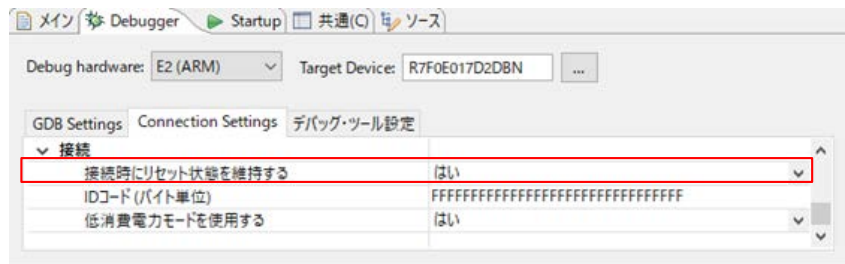 メイン Debugger Startup 共通(C) ソース
Debug hardware: E2 (ARM) Target Device: R7F0E017D2DBN ...
GDB Settings Connection Settings デバッグ・ツール設定
接続
接続時にリセット状態を維持する はい
IDコード (バイト単位) FFFFFFFFFFFFFFFFFFFFFFFFFFFFFFFF
低消費電力モードを使用する はい